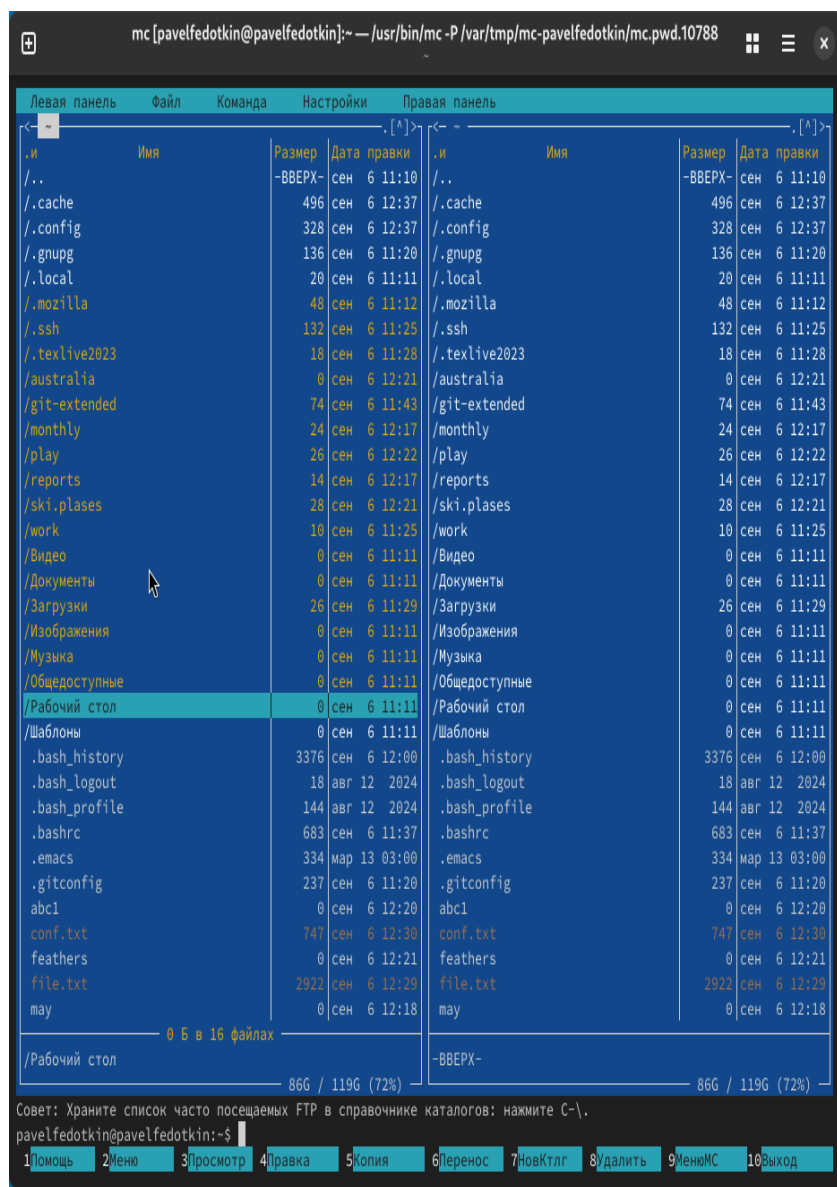 mc [pavelfedotkin@pavelfedotkin]:~ — /usr/bin/mc -P /var/tmp/mc-pavelfedotkin/mc.pwd.10788
~
Левая панель Файл Команда Настройки Правая панель
<- ~ .[^]> <- ~ .[^]>
.и Имя Размер Дата правки .и Имя Размер Дата правки
/.. -ВВЕРХ- сен 6 11:10 /.. -ВВЕРХ- сен 6 11:10
/.cache 496 сен 6 12:37 /.cache 496 сен 6 12:37
/.config 328 сен 6 12:37 /.config 328 сен 6 12:37
/.gnupg 136 сен 6 11:20 /.gnupg 136 сен 6 11:20
/.local 20 сен 6 11:11 /.local 20 сен 6 11:11
/.mozilla 48 сен 6 11:12 /.mozilla 48 сен 6 11:12
/.ssh 132 сен 6 11:25 /.ssh 132 сен 6 11:25
/.texlive2023 18 сен 6 11:28 /.texlive2023 18 сен 6 11:28
/australia 0 сен 6 12:21 /australia 0 сен 6 12:21
/git-extended 74 сен 6 11:43 /git-extended 74 сен 6 11:43
/monthly 24 сен 6 12:17 /monthly 24 сен 6 12:17
/play 26 сен 6 12:22 /play 26 сен 6 12:22
/reports 14 сен 6 12:17 /reports 14 сен 6 12:17
/ski.plases 28 сен 6 12:21 /ski.plases 28 сен 6 12:21
/work 10 сен 6 11:25 /work 10 сен 6 11:25
/Видео 0 сен 6 11:11 /Видео 0 сен 6 11:11
/Документы 0 сен 6 11:11 /Документы 0 сен 6 11:11
/Загрузки 26 сен 6 11:29 /Загрузки 26 сен 6 11:29
/Изображения 0 сен 6 11:11 /Изображения 0 сен 6 11:11
/Музыка 0 сен 6 11:11 /Музыка 0 сен 6 11:11
/Общедоступные 0 сен 6 11:11 /Общедоступные 0 сен 6 11:11
/Рабочий стол 0 сен 6 11:11 /Рабочий стол 0 сен 6 11:11
/Шаблоны 0 сен 6 11:11 /Шаблоны 0 сен 6 11:11
.bash_history 3376 сен 6 12:00 .bash_history 3376 сен 6 12:00
.bash_logout 18 авг 12 2024 .bash_logout 18 авг 12 2024
.bash_profile 144 авг 12 2024 .bash_profile 144 авг 12 2024
.bashrc 683 сен 6 11:37 .bashrc 683 сен 6 11:37
.emacs 334 мар 13 03:00 .emacs 334 мар 13 03:00
.gitconfig 237 сен 6 11:20 .gitconfig 237 сен 6 11:20
abc1 0 сен 6 12:20 abc1 0 сен 6 12:20
conf.txt 747 сен 6 12:30 conf.txt 747 сен 6 12:30
feathers 0 сен 6 12:21 feathers 0 сен 6 12:21
file.txt 2922 сен 6 12:29 file.txt 2922 сен 6 12:29
may 0 сен 6 12:18 may 0 сен 6 12:18
0 Б в 16 файлах
/Рабочий стол -ВВЕРХ-
86G / 119G (72%) 86G / 119G (72%)
Совет: Храните список часто посещаемых FTP в справочнике каталогов: нажмите C-\.
pavelfedotkin@pavelfedotkin:~$
1Помощь 2Меню 3Просмотр 4Правка 5Копия 6Перенос 7НовКтлг 8Удалить 9МенюMC 10Выход